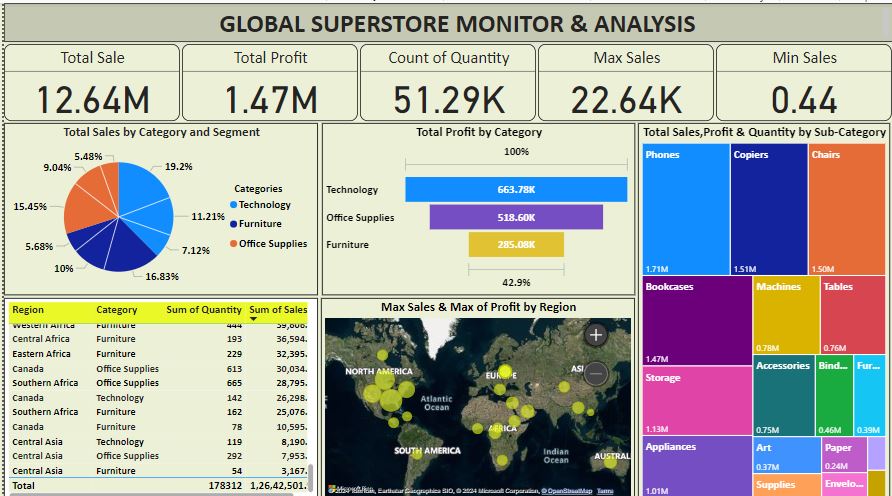 GLOBAL SUPERSTORE MONITOR & ANALYSIS
Total Sale
12.64M
Total Profit
1.47M
Count of Quantity
51.29K
Max Sales
22.64K
Min Sales
0.44
Total Sales by Category and Segment
5.48%
9.04%
19.2%
15.45%
11.21%
5.68%
7.12%
10%
16.83%
Categories
Technology
Furniture
Office Supplies
Total Profit by Category
100%
Technology 663.78K
Office Supplies 518.60K
Furniture 285.08K
42.9%
Total Sales,Profit & Quantity by Sub-Category
Phones
1.71M
Copiers
1.51M
Chairs
1.50M
Bookcases
1.47M
Machines
0.78M
Tables
0.76M
Storage
1.13M
Accessories
0.75M
Bind...
0.46M
Fur...
0.39M
Appliances
1.01M
Art
0.37M
Paper
0.24M
Supplies
Envelo...
Region Category Sum of Quantity Sum of Sales
Western Africa Furniture 444
Central Africa Furniture 193 36,594.
Eastern Africa Furniture 229 32,395.
Canada Office Supplies 613 30,034.
Southern Africa Office Supplies 665 28,795.
Canada Technology 142 26,298.
Southern Africa Furniture 162 25,076.
Canada Furniture 78 10,595.
Central Asia Technology 119 8,190.
Central Asia Office Supplies 292 7,953.
Central Asia Furniture 54 3,167.
Total 178312 1,26,42,501.
Max Sales & Max of Profit by Region
NORTH AMERICA
EUROPE
ASI
Atlantic
Ocean
AFRICA
SOUTH AMERICA
Indian
Ocean
AUSTRAL
Earthstar Geographics SIO, © 2024 Microsoft Corporation, © OpenStreetMap Terms